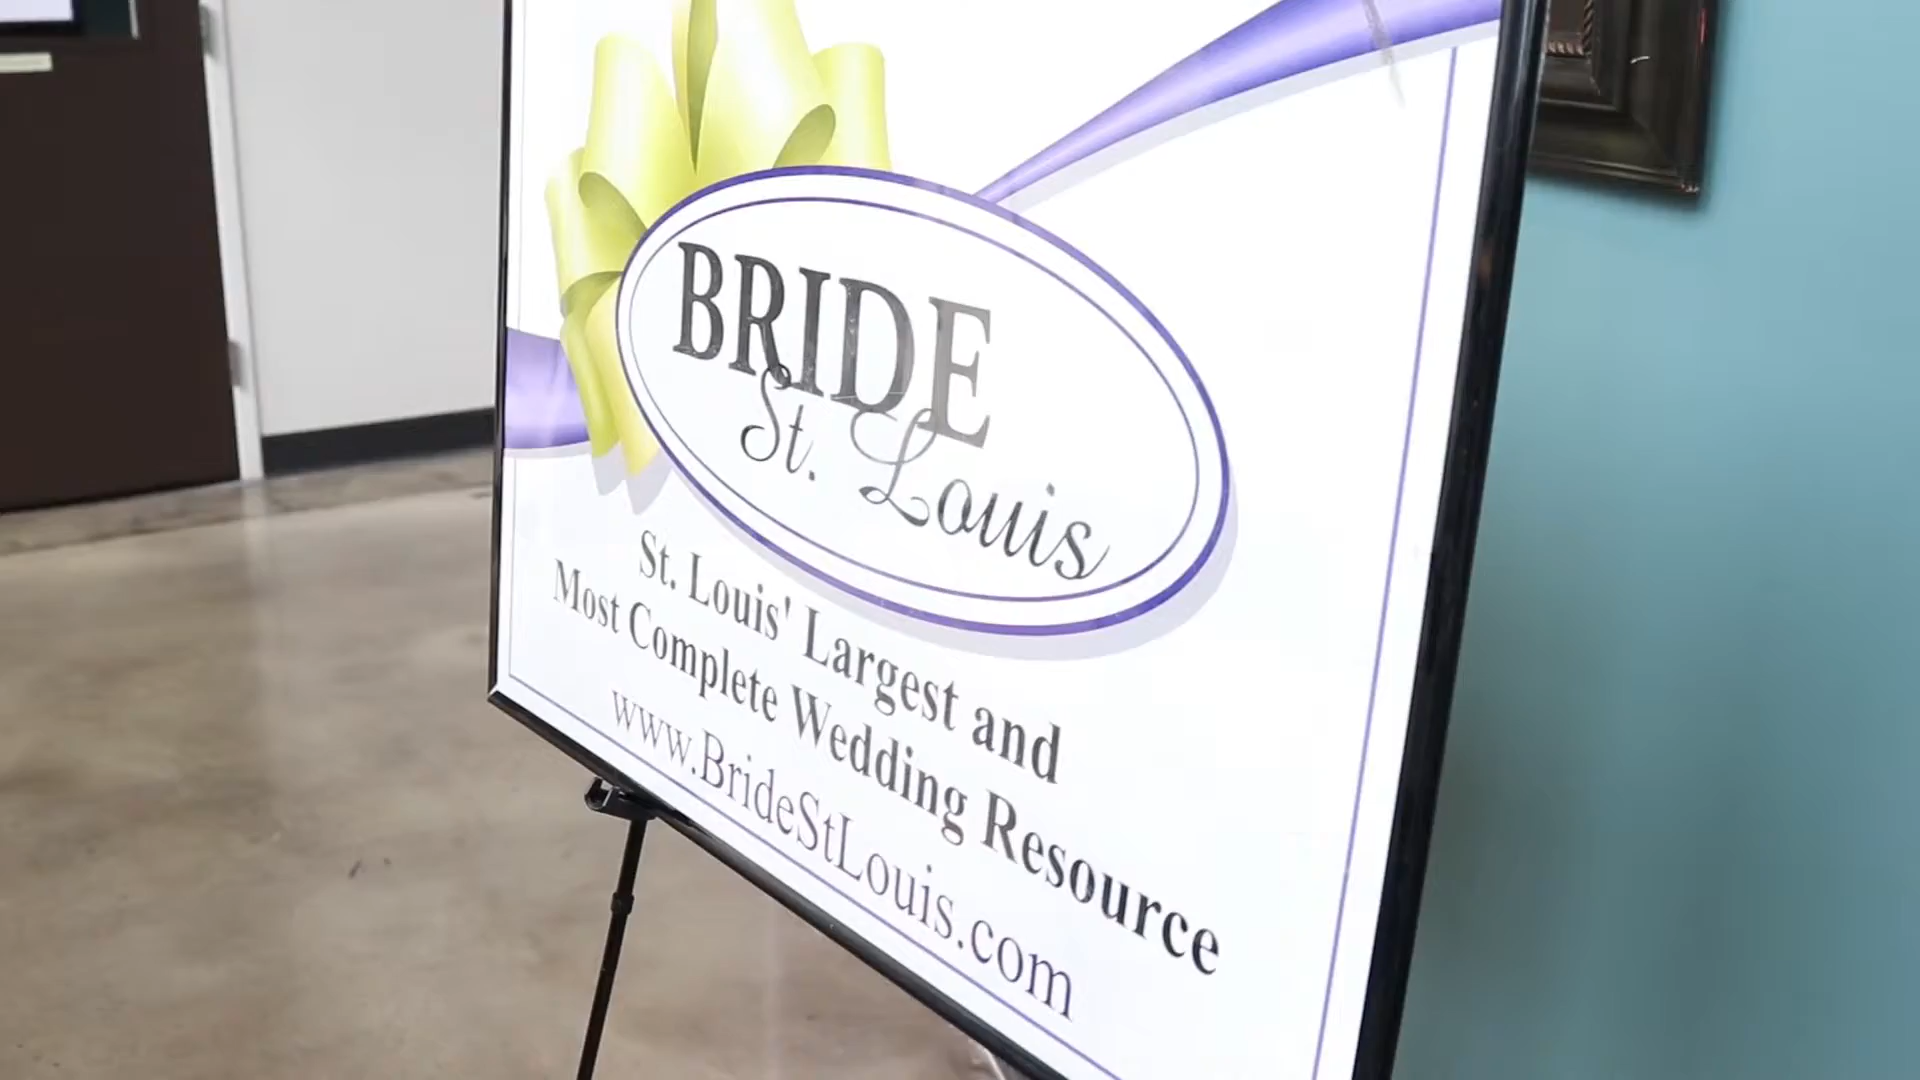 BRIDE
St. Louis
St. Louis' Largest and
Most Complete Wedding Resource
www.BrideStLouis.com